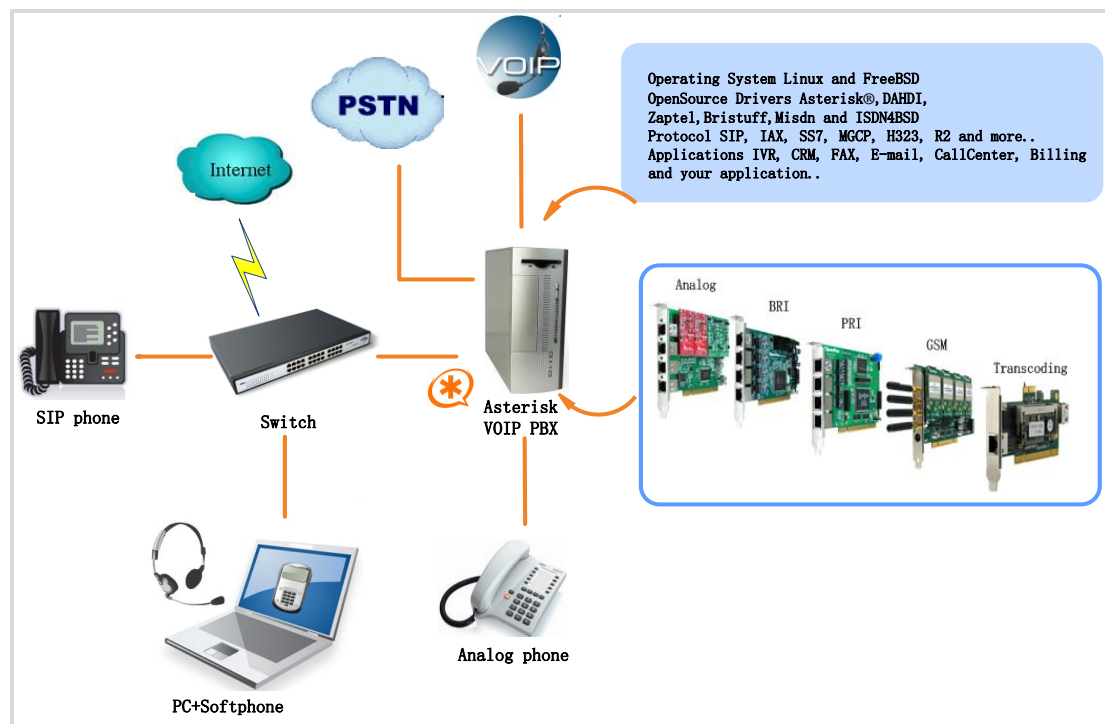 VOIP
PSTN
Operating System Linux and FreeBSD
OpenSource Drivers Asterisk®,DAHDI,
Zaptel,Bristuff,Misdn and ISDN4BSD
Protocol SIP, IAX, SS7, MGCP, H323, R2 and more..
Applications IVR, CRM, FAX, E-mail, CallCenter, Billing
and your application..
Internet
Analog
BRI
PRI
GSM
Transcoding
SIP phone
Switch
Asterisk
VOIP PBX
Analog phone
PC+Softphone